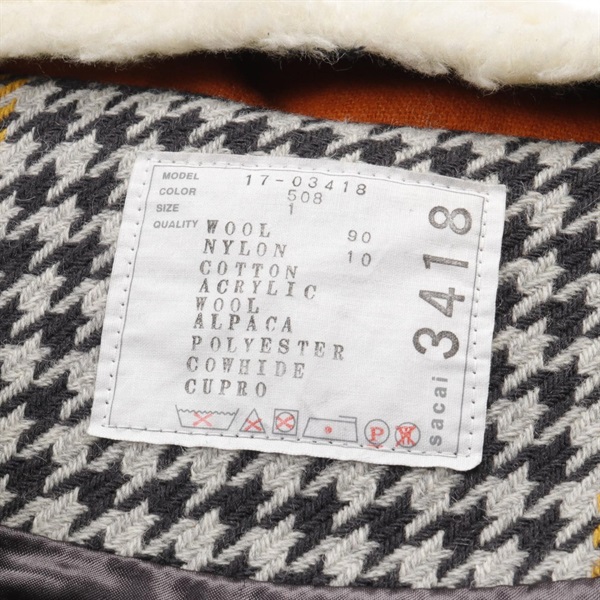 MODEL 17-03418
COLOR 508
SIZE 1
QUALITY WOOL 90
NYLON 10
COTTON
ACRYLIC
WOOL
ALPACA
POLYESTER
COWHIDE
CUPRO
P W
sacai 3418